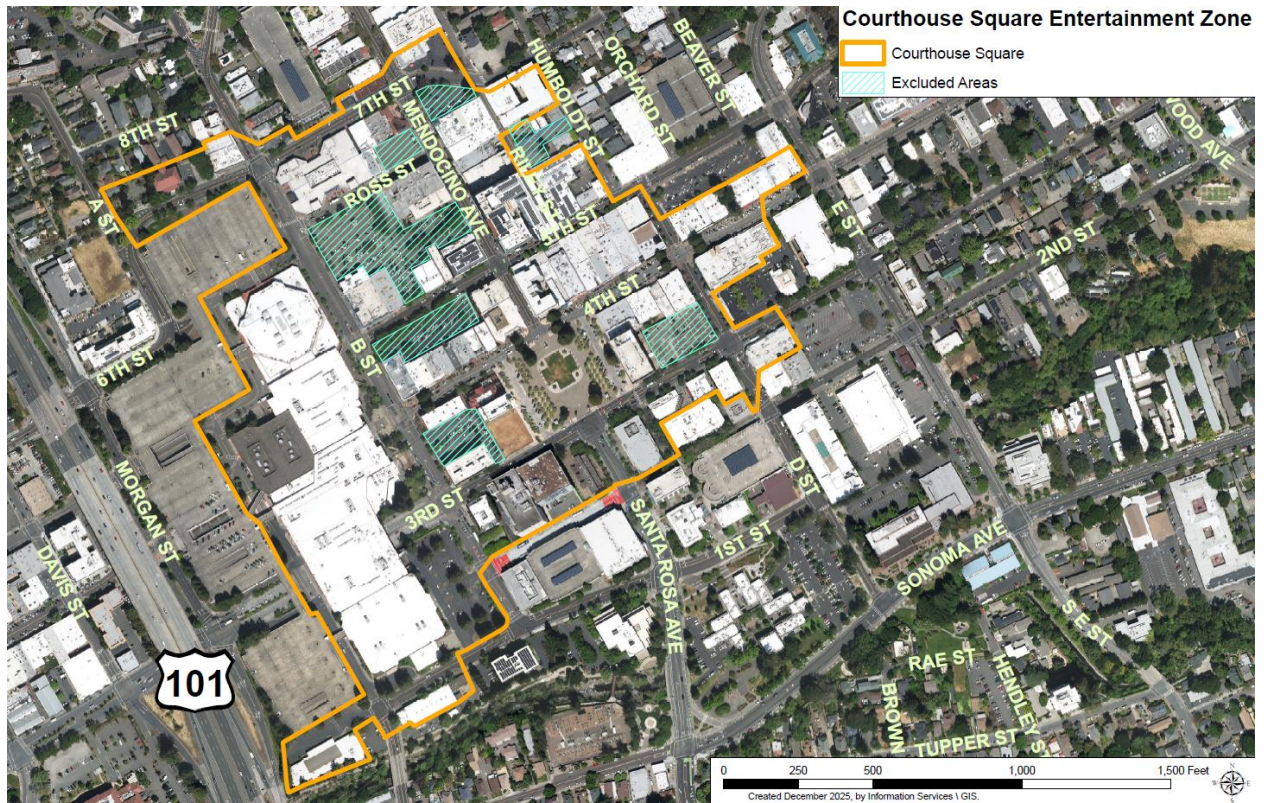 Courthouse Square Entertainment Zone
Courthouse Square
Excluded Areas
HUMBOLDT ST
ORCHARD ST
BEAVER ST
WOOD AVE
7TH ST
8TH ST
MENDOCINO AVE
ROSS ST
A ST
5TH ST
E ST
2ND ST
4TH ST
B ST
6TH ST
3RD ST
MORGAN ST
DAVIS ST
SANTA ROSA AVE
1ST ST
D ST
SONOMA AVE
S E ST
101
RAE ST
HENDLEY ST
BROWN
TUPPER ST
0 250 500 1,000 1,500 Feet
Created December 2025, by Information Services \ GIS.
N
W E
S